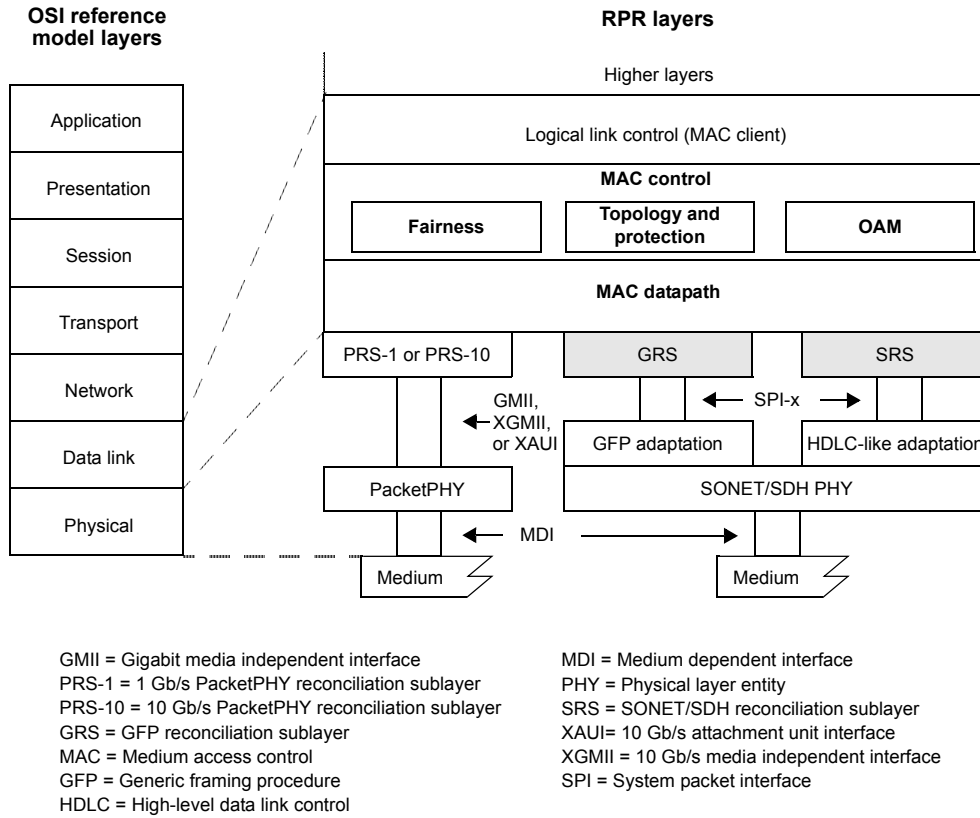 OSI reference
model layers
RPR layers
Application
Presentation
Session
Transport
Network
Data link
Physical
Higher layers
Logical link control (MAC client)
MAC control
Fairness
Topology and
protection
OAM
MAC datapath
PRS-1 or PRS-10
GRS
SRS
GMII,
XGMII,
or XAUI
SPI-x
GFP adaptation
HDLC-like adaptation
PacketPHY
SONET/SDH PHY
MDI
Medium
Medium
GMII = Gigabit media independent interface
PRS-1 = 1 Gb/s PacketPHY reconciliation sublayer
PRS-10 = 10 Gb/s PacketPHY reconciliation sublayer
GRS = GFP reconciliation sublayer
MAC = Medium access control
GFP = Generic framing procedure
HDLC = High-level data link control
MDI = Medium dependent interface
PHY = Physical layer entity
SRS = SONET/SDH reconciliation sublayer
XAUI= 10 Gb/s attachment unit interface
XGMII = 10 Gb/s media independent interface
SPI = System packet interface